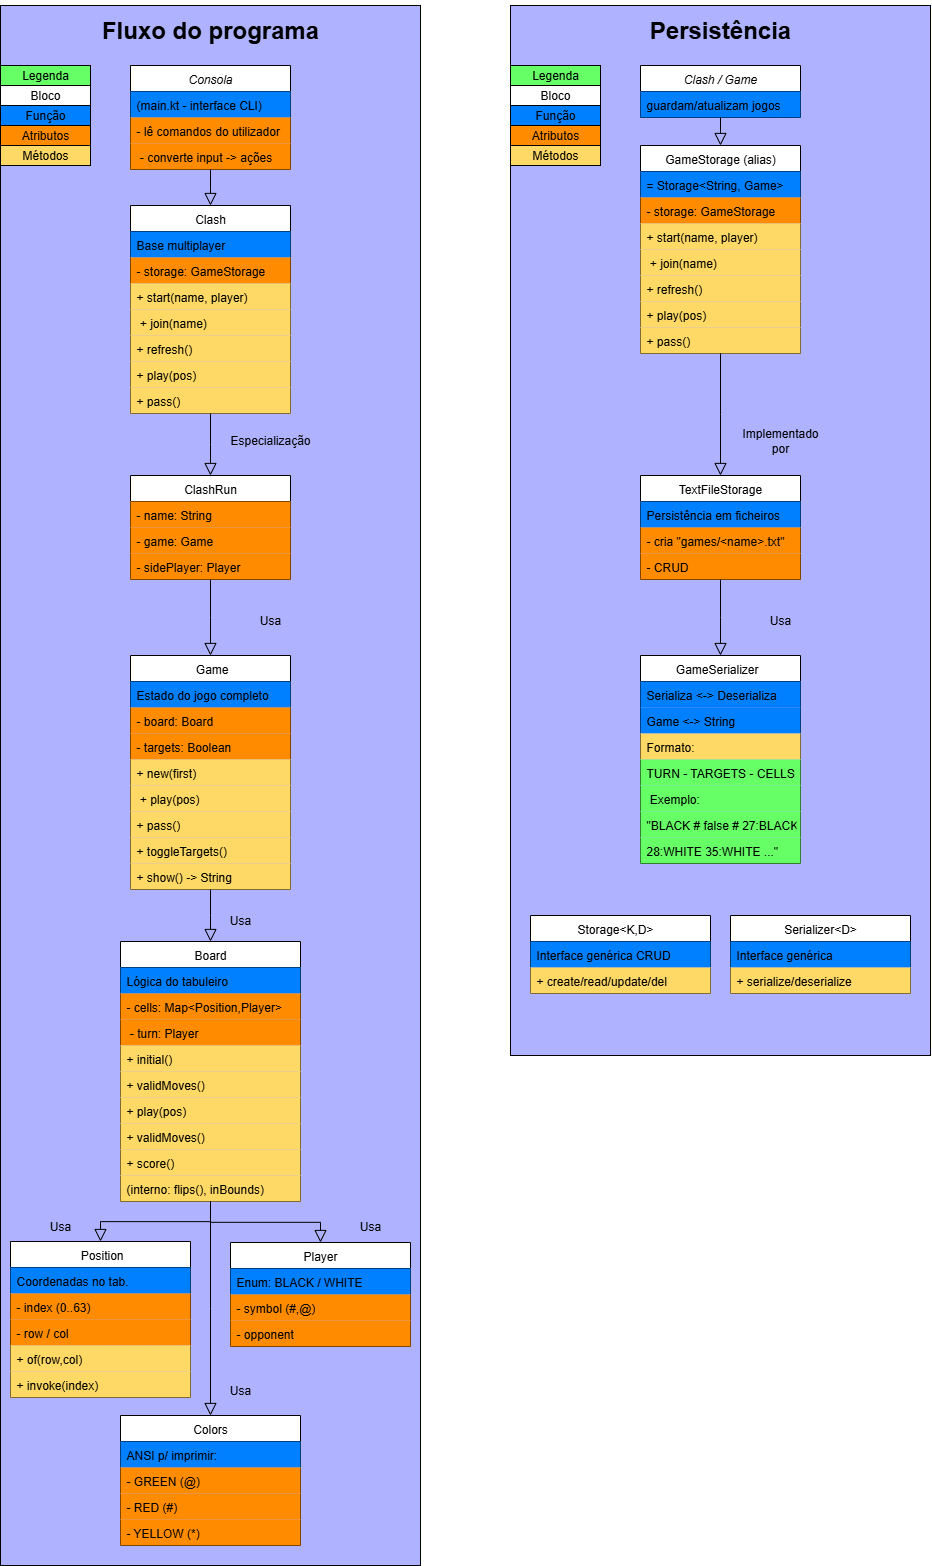 Fluxo do programa
Legenda
Bloco
Função
Atributos
Métodos
Consola
(main.kt - interface CLI)
- lê comandos do utilizador
- converte input -> ações
Clash
Base multiplayer
- storage: GameStorage
+ start(name, player)
+ join(name)
+ refresh()
+ play(pos)
+ pass()
Especialização
ClashRun
- name: String
- game: Game
- sidePlayer: Player
Usa
Game
Estado do jogo completo
- board: Board
- targets: Boolean
+ new(first)
+ play(pos)
+ pass()
+ toggleTargets()
+ show() -> String
Usa
Board
Lógica do tabuleiro
- cells: Map<Position,Player>
- turn: Player
+ initial()
+ validMoves()
+ play(pos)
+ validMoves()
+ score()
(interno: flips(), inBounds)
Usa
Position
Coordenadas no tab.
- index (0..63)
- row / col
+ of(row,col)
+ invoke(index)
Usa
Player
Enum: BLACK / WHITE
- symbol (#,@)
- opponent
Usa
Colors
ANSI p/ imprimir:
- GREEN (@)
- RED (#)
- YELLOW (*)
Persistência
Legenda
Bloco
Função
Atributos
Métodos
Clash / Game
guardam/atualizam jogos
GameStorage (alias)
= Storage<String, Game>
- storage: GameStorage
+ start(name, player)
+ join(name)
+ refresh()
+ play(pos)
+ pass()
Implementado
por
TextFileStorage
Persistência em ficheiros
- cria "games/<name>.txt"
- CRUD
Usa
GameSerializer
Serializa <-> Deserializa
Game <-> String
Formato:
TURN - TARGETS - CELLS
Exemplo:
"BLACK # false # 27:BLACK
28:WHITE 35:WHITE ..."
Storage<K,D>
Interface genérica CRUD
+ create/read/update/del
Serializer<D>
Interface genérica
+ serialize/deserialize